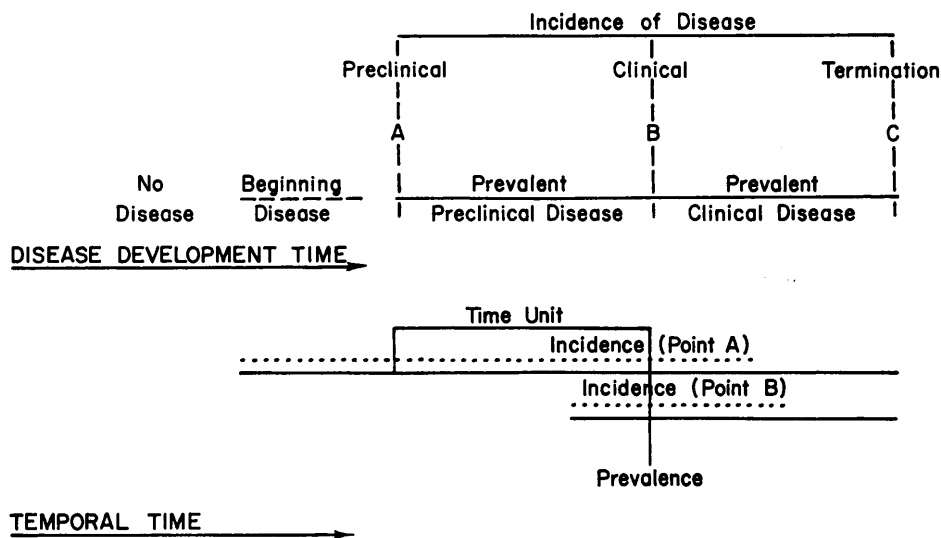 Incidence of Disease
Preclinical Clinical Termination
A B C
No Beginning Prevalent Prevalent
Disease Disease Preclinical Disease Clinical Disease
DISEASE DEVELOPMENT TIME
Time Unit
Incidence (Point A)
Incidence (Point B)
Prevalence
TEMPORAL TIME